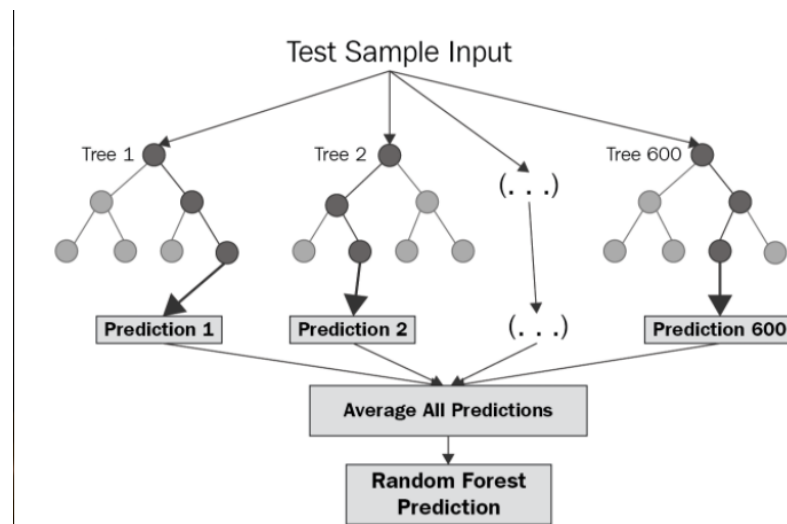 Test Sample Input
Tree 1
Tree 2
Tree 600
(. . .)
Prediction 1
Prediction 2
(. . .)
Prediction 600
Average All Predictions
Random Forest
Prediction